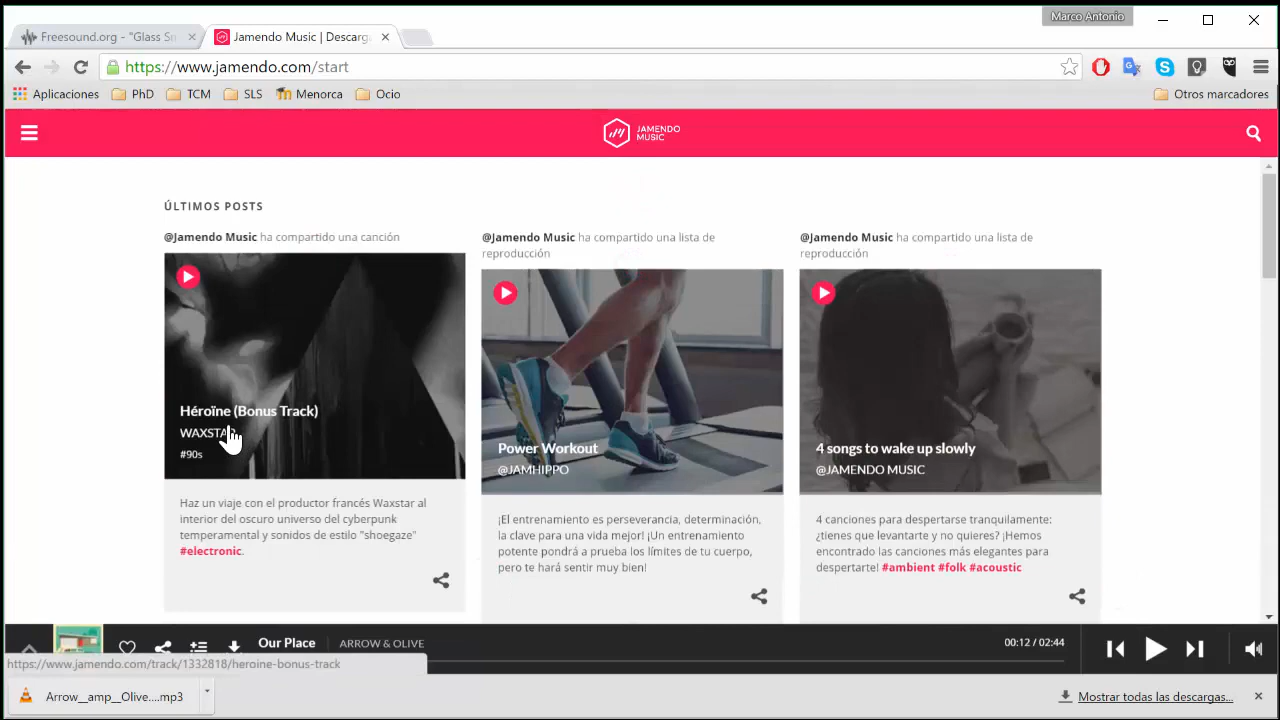 Marco Antonio
Freesound.org - "Glass Sm
Jamendo Music | Descarg
https://www.jamendo.com/start
Aplicaciones PhD TCM SLS Menorca Ocio Otros marcadores
JAMENDO
MUSIC
ÚLTIMOS POSTS
@Jamendo Music ha compartido una canción
Héroïne (Bonus Track)
WAXSTAR
#90s
Haz un viaje con el productor francés Waxstar al
interior del oscuro universo del cyberpunk
temperamental y sonidos de estilo "shoegaze"
#electronic.
@Jamendo Music ha compartido una lista de
reproducción
Power Workout
@JAMHIPPO
¡El entrenamiento es perseverancia, determinación,
la clave para una vida mejor! ¡Un entrenamiento
potente pondrá a prueba los límites de tu cuerpo,
pero te hará sentir muy bien!
@Jamendo Music ha compartido una lista de
reproducción
4 songs to wake up slowly
@JAMENDO MUSIC
4 canciones para despertarse tranquilamente:
¿tienes que levantarte y no quieres? ¡Hemos
encontrado las canciones más elegantes para
despertarte! #ambient #folk #acoustic
Our Place ARROW & OLIVE 00:12 / 02:44
https://www.jamendo.com/track/1332818/heroine-bonus-track
Arrow__amp__Olive....mp3
Mostrar todas las descargas...